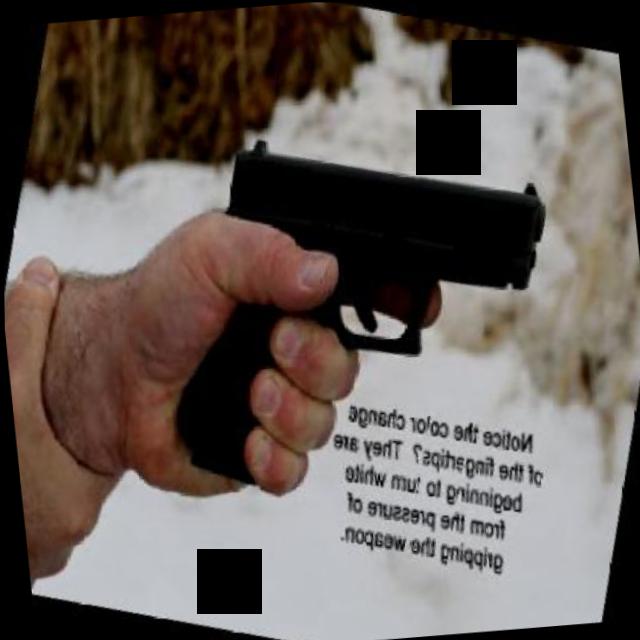 Notice the color change
of the fingertips? They are
beginning to turn white
from the pressure of
gripping the weapon.